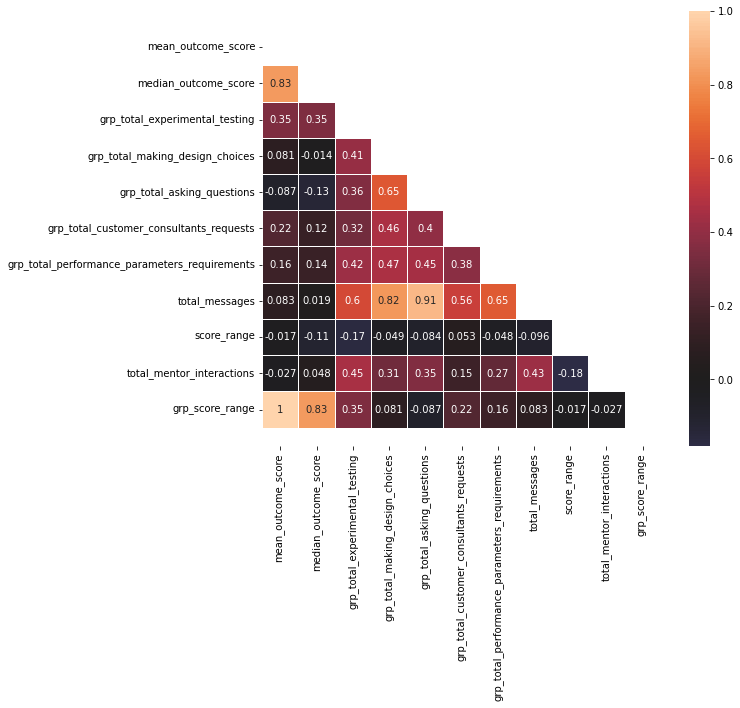 mean_outcome_score
median_outcome_score 0.83
grp_total_experimental_testing 0.35 0.35
grp_total_making_design_choices 0.081 -0.014 0.41
grp_total_asking_questions -0.087 -0.13 0.36 0.65
grp_total_customer_consultants_requests 0.22 0.12 0.32 0.46 0.4
grp_total_performance_parameters_requirements 0.16 0.14 0.42 0.47 0.45 0.38
total_messages 0.083 0.019 0.6 0.82 0.91 0.56 0.65
score_range -0.017 -0.11 -0.17 -0.049 -0.084 0.053 -0.048 -0.096
total_mentor_interactions -0.027 0.048 0.45 0.31 0.35 0.15 0.27 0.43 -0.18
grp_score_range 1 0.83 0.35 0.081 -0.087 0.22 0.16 0.083 -0.017 -0.027
mean_outcome_score
median_outcome_score
grp_total_experimental_testing
grp_total_making_design_choices
grp_total_asking_questions
grp_total_customer_consultants_requests
grp_total_performance_parameters_requirements
total_messages
score_range
total_mentor_interactions
grp_score_range
1.0
0.8
0.6
0.4
0.2
0.0